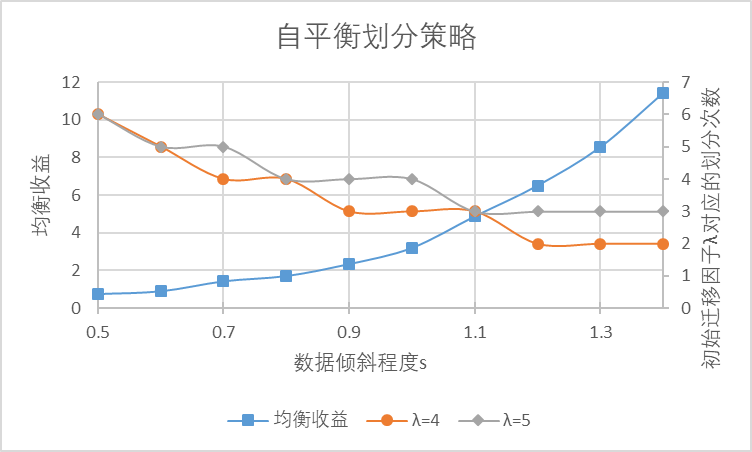 自平衡划分策略
12
10
8
6
4
2
0
均衡收益
7
6
5
4
3
2
1
0
初始迁移因子λ对应的划分次数
0.5 0.7 0.9 1.1 1.3
数据倾斜程度s
均衡收益 λ=4 λ=5